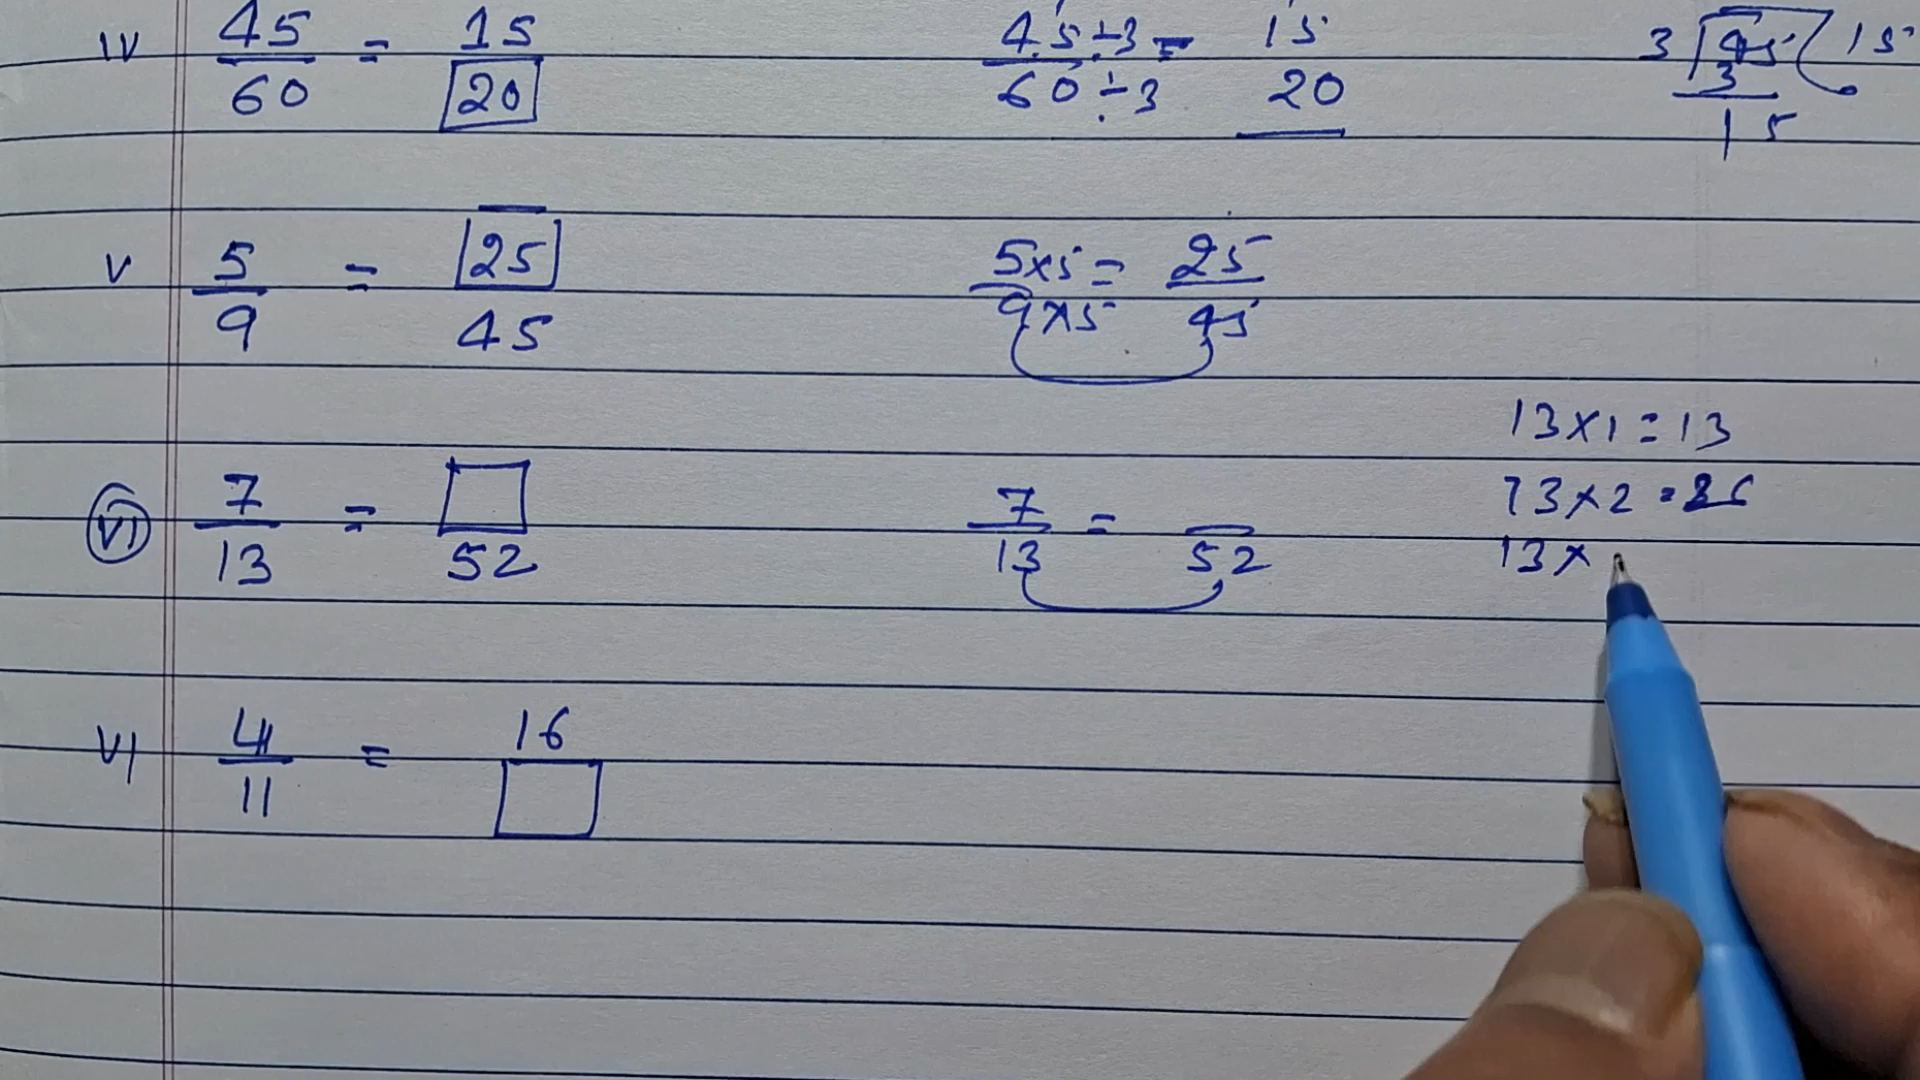 iv 45/60 = 15/20 45÷3/60÷3 = 15/20 3 45 15
3
15
v 5/9 = 25/45 5×5/9×5 = 25/45
13×1=13
13×2=26
vi 7/13 = □/52 7/13 = /52 13×
vi 4/11 = 16/□